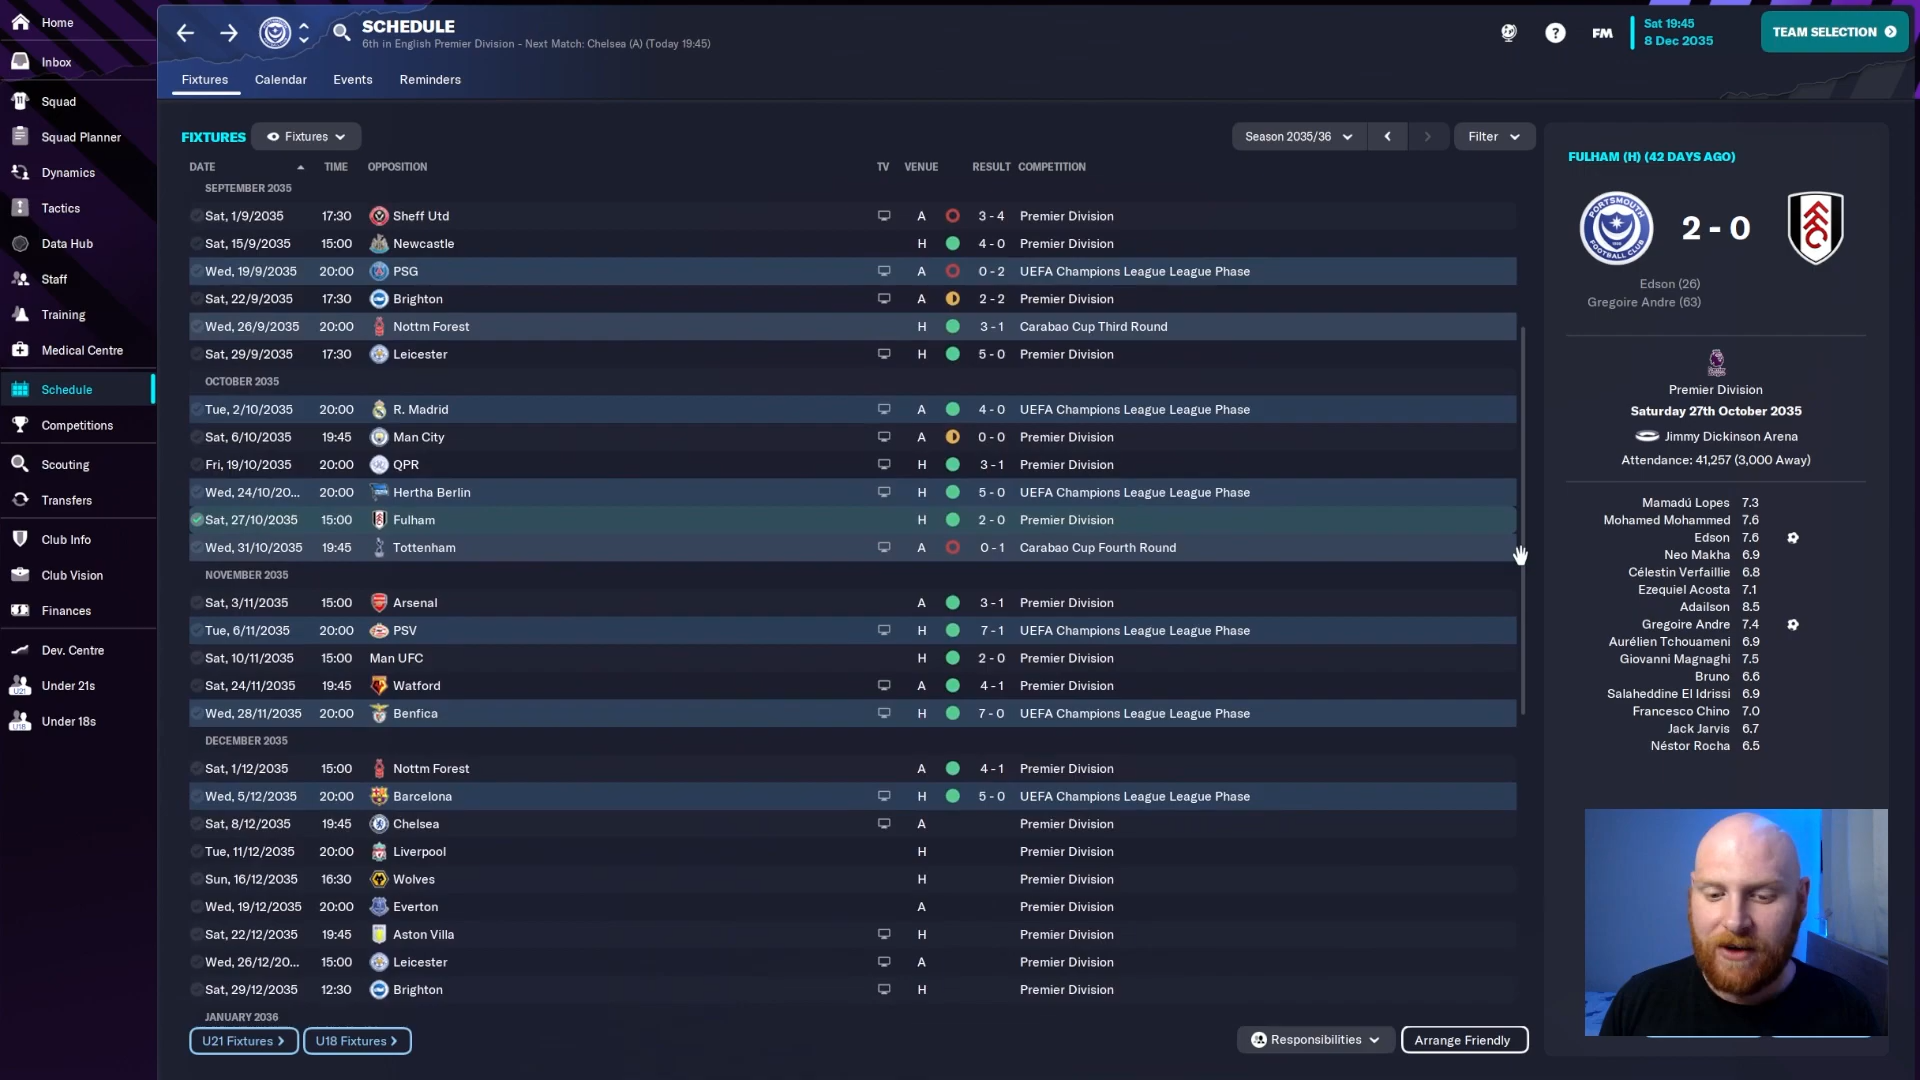 Home
Inbox
Squad
Squad Planner
Dynamics
Tactics
Data Hub
Staff
Training
Medical Centre
Schedule
Competitions
Scouting
Transfers
Club Info
Club Vision
Finances
Dev. Centre
Under 21s
Under 18s
SCHEDULE
6th in English Premier Division - Next Match: Chelsea (A) (Today 19:45)
FM
Sat 19:45
8 Dec 2035
TEAM SELECTION
Fixtures Calendar Events Reminders
FIXTURES Fixtures Season 2035/36 Filter
DATE TIME OPPOSITION TV VENUE RESULT COMPETITION
SEPTEMBER 2035
Sat, 1/9/2035 17:30 Sheff Utd A 3 - 4 Premier Division
Sat, 15/9/2035 15:00 Newcastle H 4 - 0 Premier Division
Wed, 19/9/2035 20:00 PSG A 0 - 2 UEFA Champions League League Phase
Sat, 22/9/2035 17:30 Brighton A 2 - 2 Premier Division
Wed, 26/9/2035 20:00 Nottm Forest H 3 - 1 Carabao Cup Third Round
Sat, 29/9/2035 17:30 Leicester H 5 - 0 Premier Division
OCTOBER 2035
Tue, 2/10/2035 20:00 R. Madrid A 4 - 0 UEFA Champions League League Phase
Sat, 6/10/2035 19:45 Man City A 0 - 0 Premier Division
Fri, 19/10/2035 20:00 QPR H 3 - 1 Premier Division
Wed, 24/10/20... 20:00 Hertha Berlin H 5 - 0 UEFA Champions League League Phase
Sat, 27/10/2035 15:00 Fulham H 2 - 0 Premier Division
Wed, 31/10/2035 19:45 Tottenham A 0 - 1 Carabao Cup Fourth Round
NOVEMBER 2035
Sat, 3/11/2035 15:00 Arsenal A 3 - 1 Premier Division
Tue, 6/11/2035 20:00 PSV H 7 - 1 UEFA Champions League League Phase
Sat, 10/11/2035 15:00 Man UFC H 2 - 0 Premier Division
Sat, 24/11/2035 19:45 Watford A 4 - 1 Premier Division
Wed, 28/11/2035 20:00 Benfica H 7 - 0 UEFA Champions League League Phase
DECEMBER 2035
Sat, 1/12/2035 15:00 Nottm Forest A 4 - 1 Premier Division
Wed, 5/12/2035 20:00 Barcelona H 5 - 0 UEFA Champions League League Phase
Sat, 8/12/2035 19:45 Chelsea A Premier Division
Tue, 11/12/2035 20:00 Liverpool H Premier Division
Sun, 16/12/2035 16:30 Wolves H Premier Division
Wed, 19/12/2035 20:00 Everton A Premier Division
Sat, 22/12/2035 19:45 Aston Villa H Premier Division
Wed, 26/12/20... 15:00 Leicester A Premier Division
Sat, 29/12/2035 12:30 Brighton H Premier Division
JANUARY 2036
U21 Fixtures U18 Fixtures Responsibilities Arrange Friendly
FULHAM (H) (42 DAYS AGO)
PORTSMOUTH
FOOTBALL CLUB
2 - 0
Edson (26)
Gregoire Andre (63)
Premier Division
Saturday 27th October 2035
Jimmy Dickinson Arena
Attendance: 41,257 (3,000 Away)
Mamadú Lopes 7.3
Mohamed Mohammed 7.6
Edson 7.6
Neo Makha 6.9
Célestin Verfaillie 6.8
Ezequiel Acosta 7.1
Adailson 8.5
Gregoire Andre 7.4
Aurélien Tchouameni 6.9
Giovanni Magnaghi 7.5
Bruno 6.6
Salaheddine El Idrissi 6.9
Francesco Chino 7.0
Jack Jarvis 6.7
Néstor Rocha 6.5